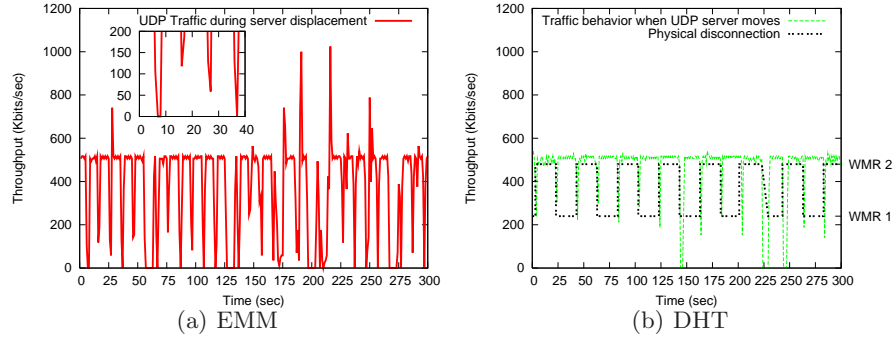 UDP Traffic during server displacement
Throughput (Kbits/sec)
1200
1000
800
600
400
200
0
200
150
100
50
0
0 10 20 30 40
0 25 50 75 100 125 150 175 200 225 250 275 300
Time (sec)
(a) EMM
Traffic behavior when UDP server moves
Physical disconnection
Throughput (Kbits/sec)
1200
1000
800
600
400
200
0
WMR 2
WMR 1
0 25 50 75 100 125 150 175 200 225 250 275 300
Time (sec)
(b) DHT